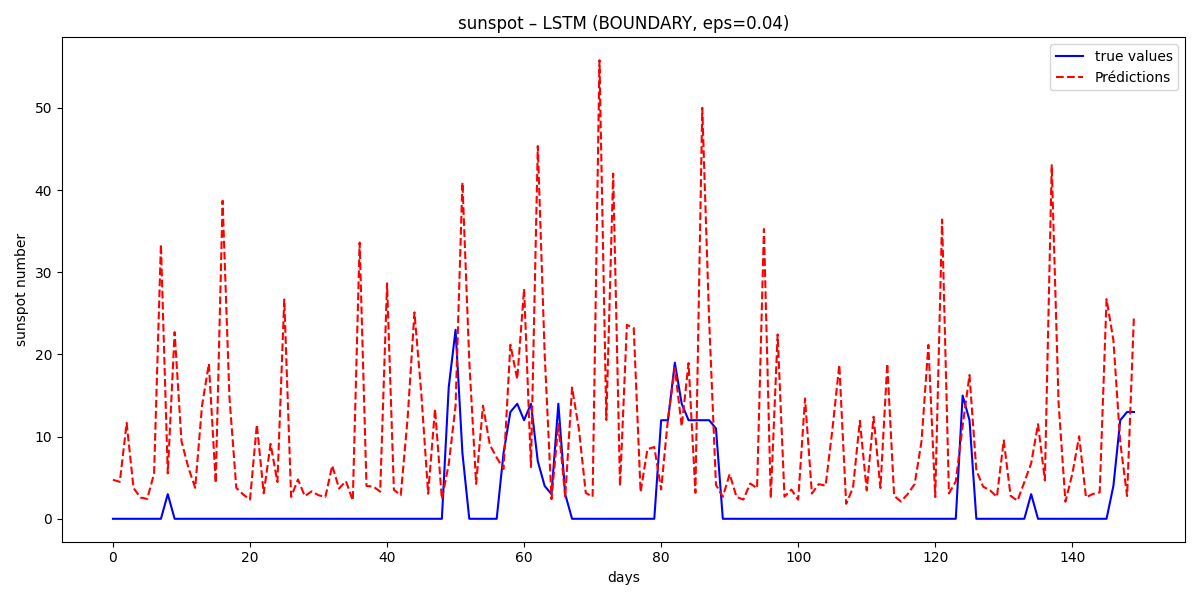 sunspot – LSTM (BOUNDARY, eps=0.04)
true values
Prédictions
sunspot number
50
40
30
20
10
0
0 20 40 60 80 100 120 140
days